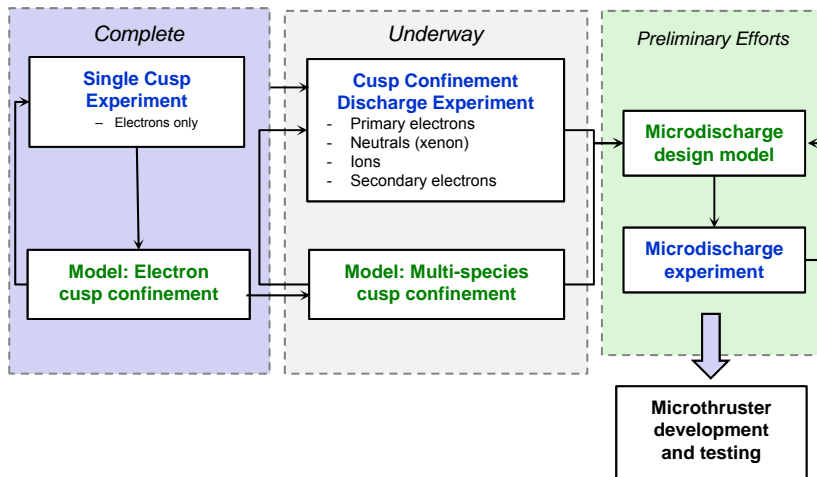 Complete
Single Cusp
Experiment
– Electrons only
Model: Electron
cusp confinement
Underway
Cusp Confinement
Discharge Experiment
- Primary electrons
- Neutrals (xenon)
- Ions
- Secondary electrons
Model: Multi-species
cusp confinement
Preliminary Efforts
Microdischarge
design model
Microdischarge
experiment
Microthruster
development
and testing